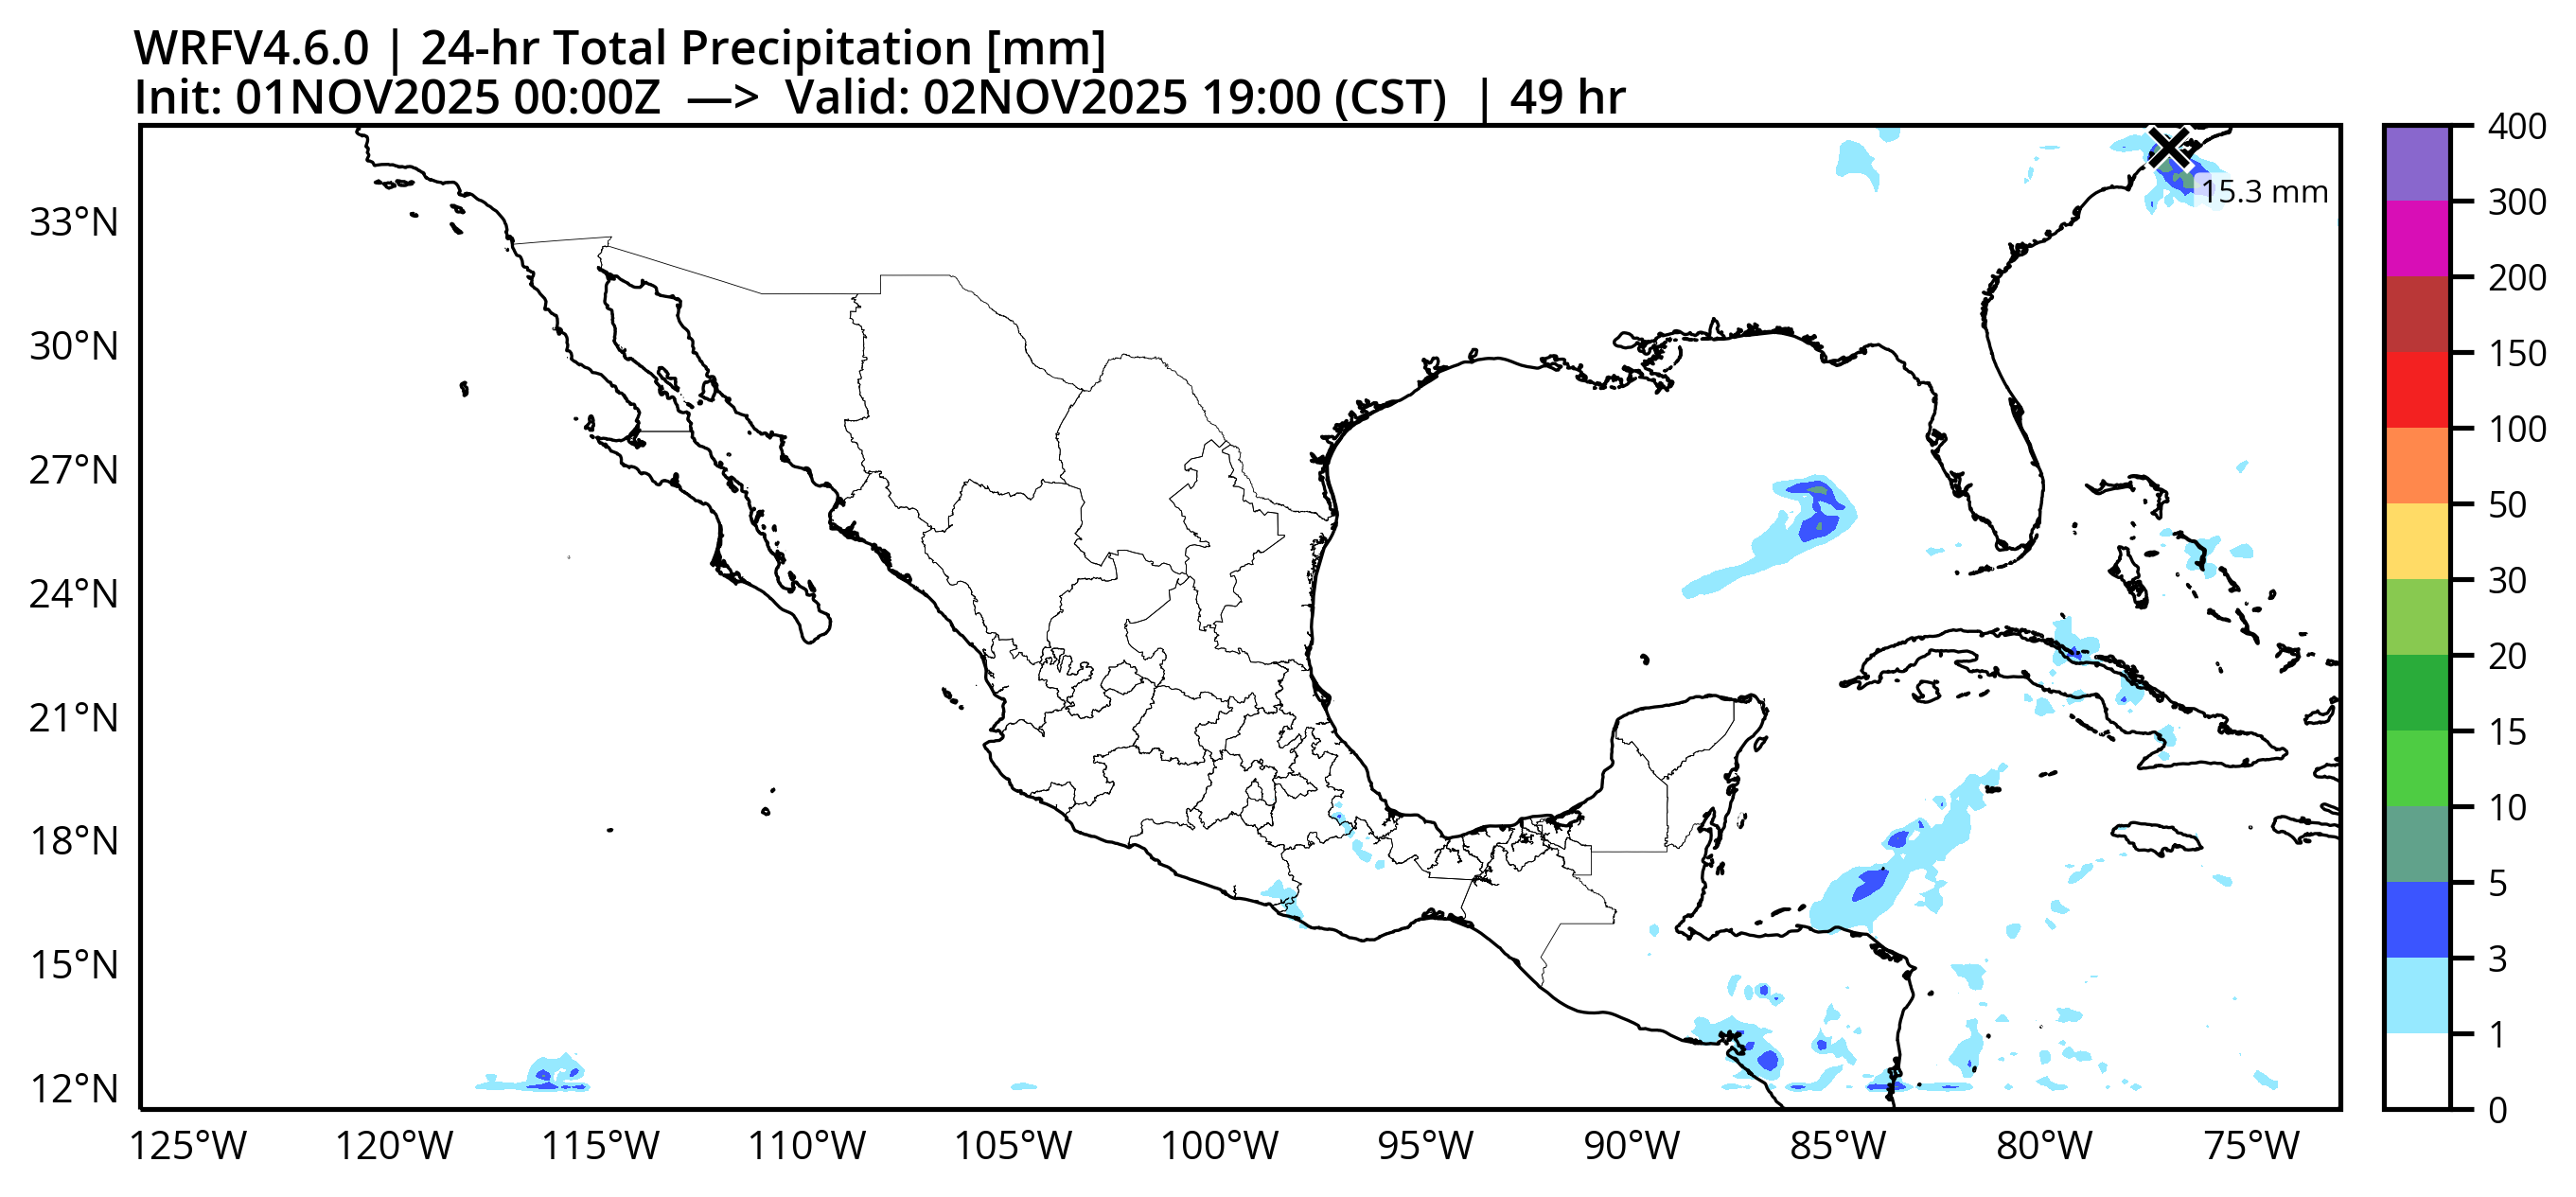 WRFV4.6.0 | 24-hr Total Precipitation [mm]
Init: 01NOV2025 00:00Z —> Valid: 02NOV2025 19:00 (CST) | 49 hr
15.3 mm
33°N
30°N
27°N
24°N
21°N
18°N
15°N
12°N
125°W
120°W
115°W
110°W
105°W
100°W
95°W
90°W
85°W
80°W
75°W
400
300
200
150
100
50
30
20
15
10
5
3
1
0